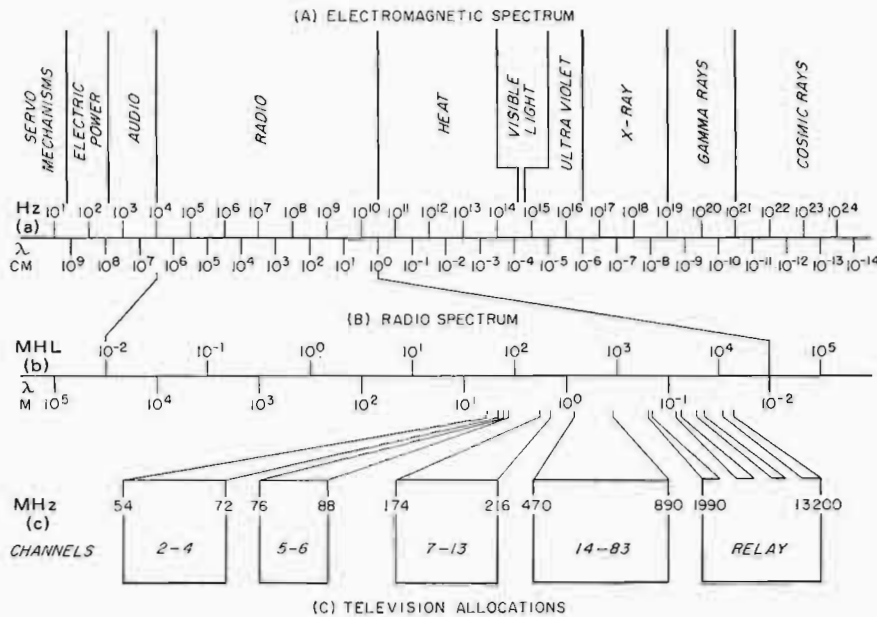 (A) ELECTROMAGNETIC SPECTRUM
SERVO MECHANISMS
ELECTRIC POWER
AUDIO
RADIO
HEAT
VISIBLE LIGHT
ULTRA VIOLET
X-RAY
GAMMA RAYS
COSMIC RAYS
Hz 10¹ 10² 10³ 10⁴ 10⁵ 10⁶ 10⁷ 10⁸ 10⁹ 10¹⁰ 10¹¹ 10¹² 10¹³ 10¹⁴ 10¹⁵ 10¹⁶ 10¹⁷ 10¹⁸ 10¹⁹ 10²⁰ 10²¹ 10²² 10²³ 10²⁴
(a)
λ
CM 10⁹ 10⁸ 10⁷ 10⁶ 10⁵ 10⁴ 10³ 10² 10¹ 10⁰ 10⁻¹ 10⁻² 10⁻³ 10⁻⁴ 10⁻⁵ 10⁻⁶ 10⁻⁷ 10⁻⁸ 10⁻⁹ 10⁻¹⁰ 10⁻¹¹ 10⁻¹² 10⁻¹³ 10⁻¹⁴
(B) RADIO SPECTRUM
MHL 10⁻² 10⁻¹ 10⁰ 10¹ 10² 10³ 10⁴ 10⁵
(b)
λ
M 10⁵ 10⁴ 10³ 10² 10¹ 10⁰ 10⁻¹ 10⁻²
MHz 54 72 76 88 174 216 470 890 1990 13200
(c)
CHANNELS 2-4 5-6 7-13 14-83 RELAY
(C) TELEVISION ALLOCATIONS